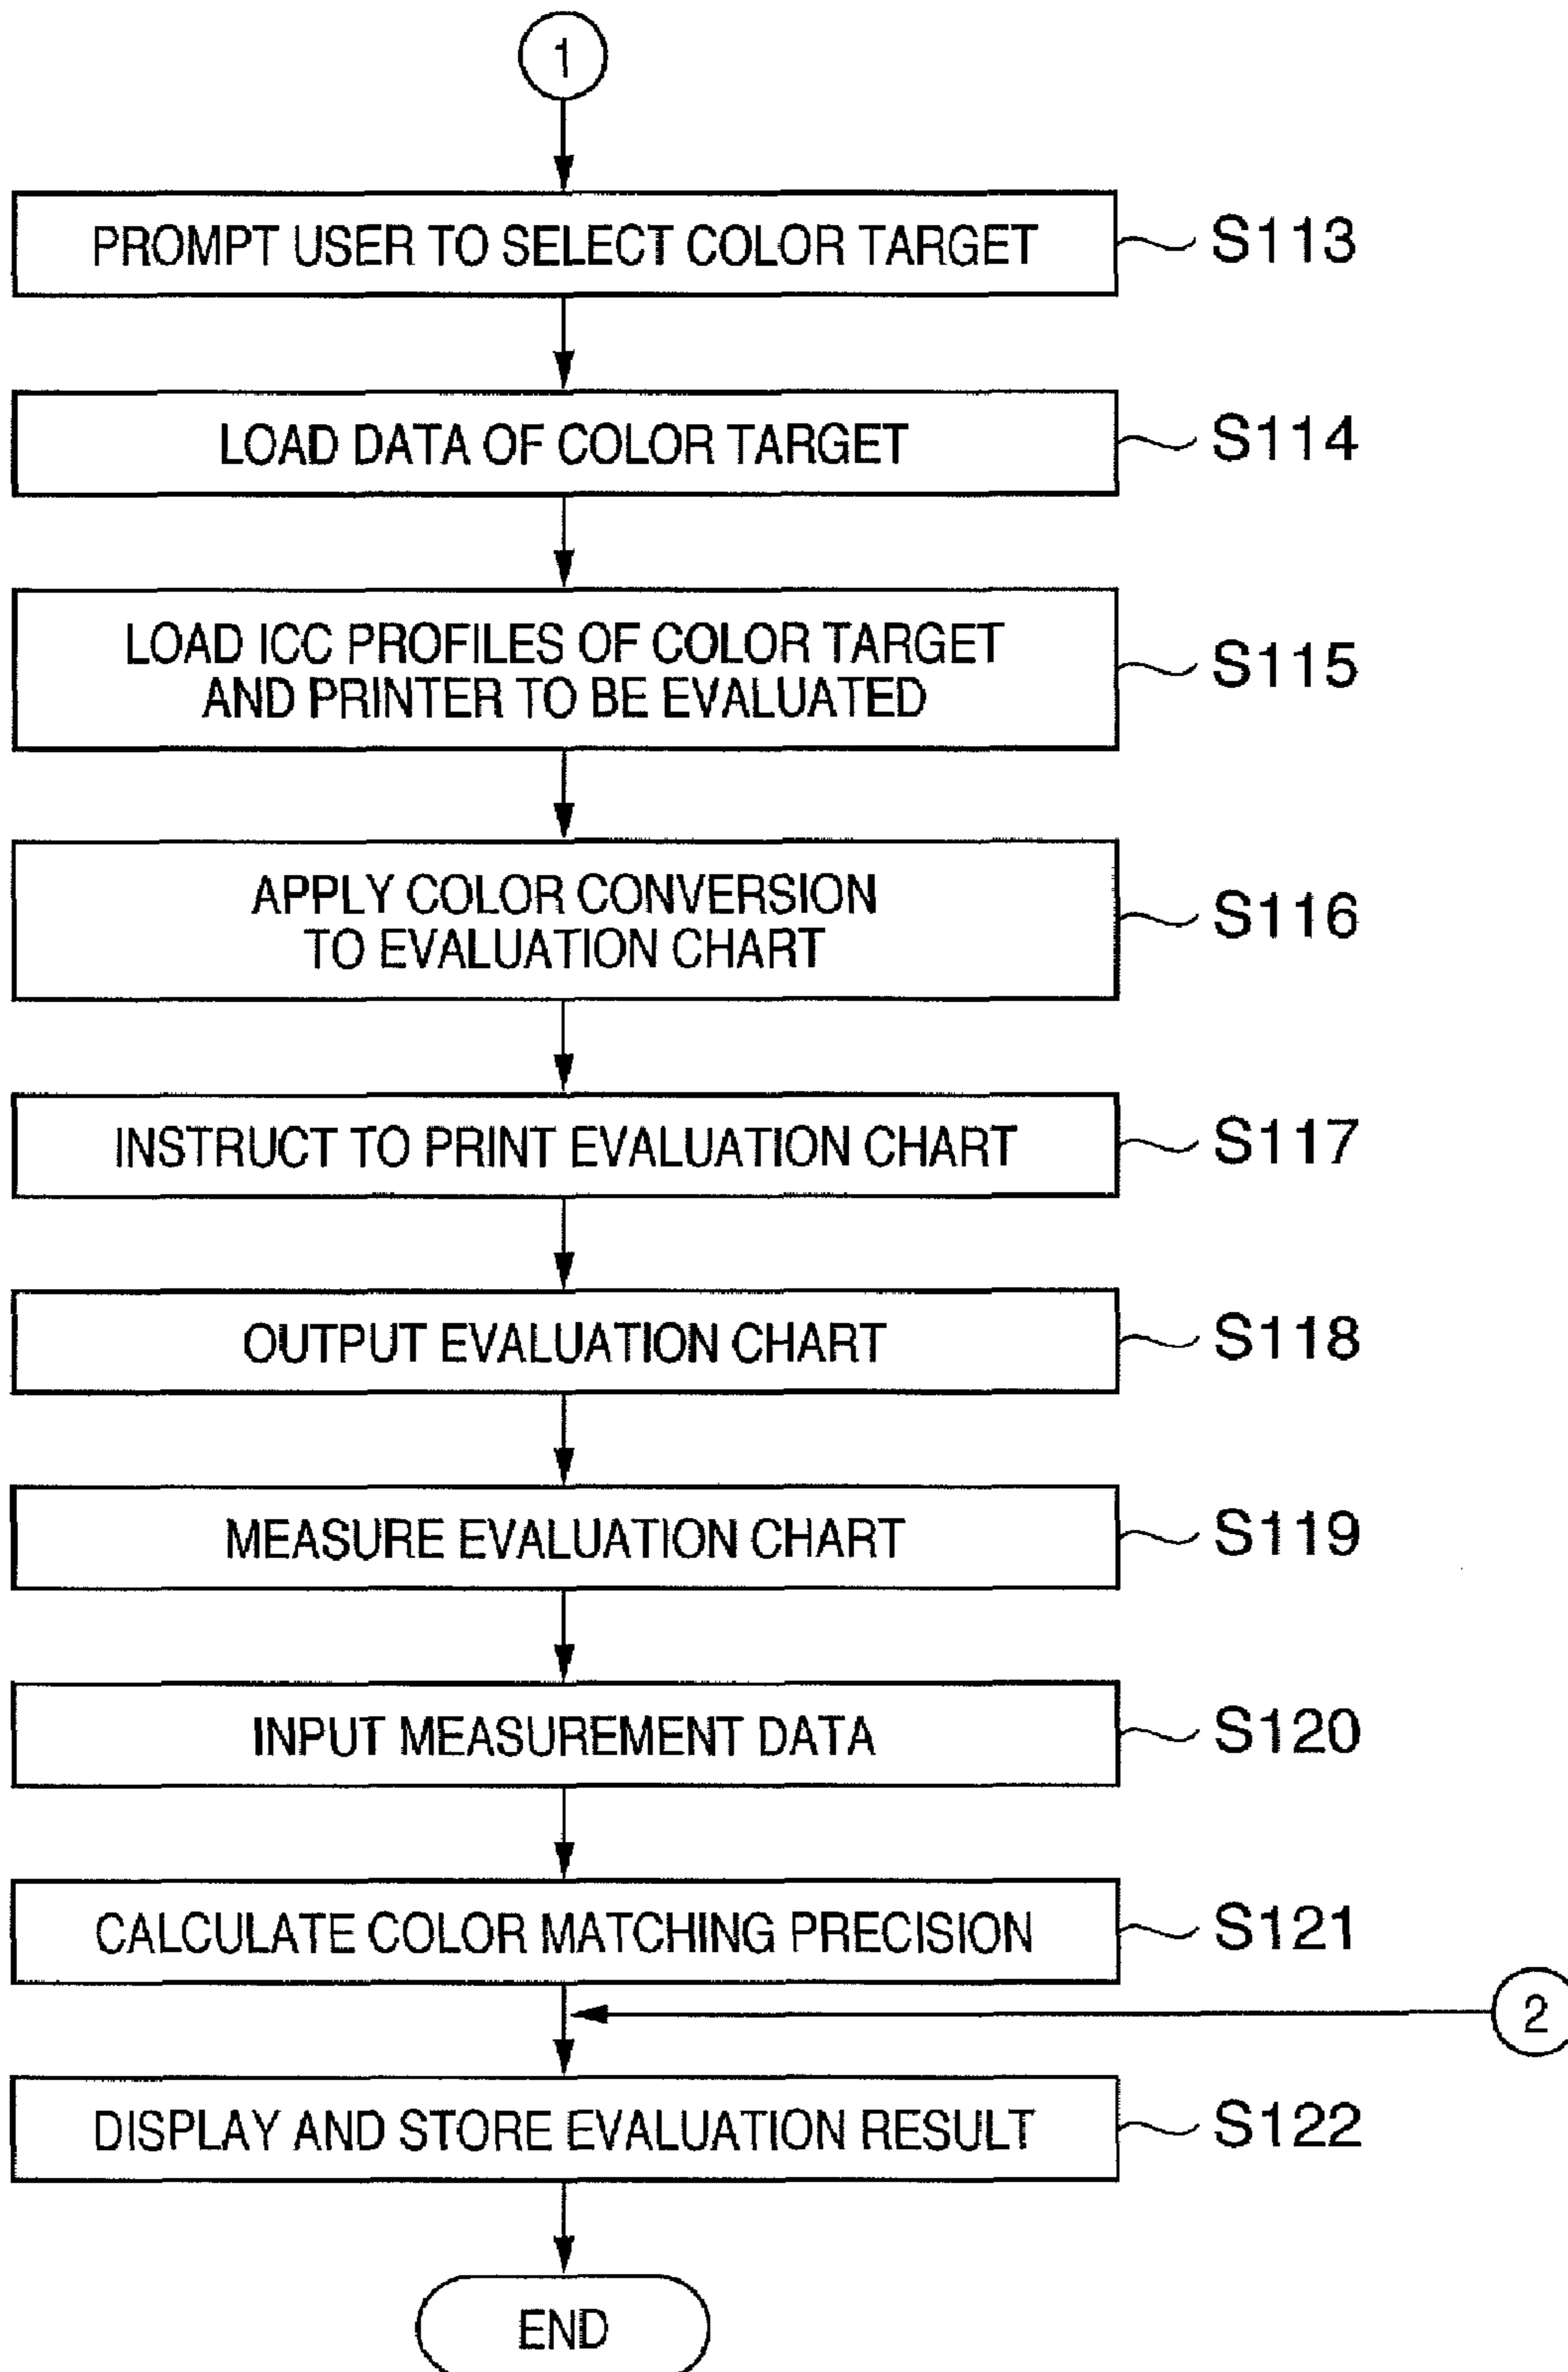 1
PROMPT USER TO SELECT COLOR TARGET
S113
LOAD DATA OF COLOR TARGET
S114
LOAD ICC PROFILES OF COLOR TARGET
AND PRINTER TO BE EVALUATED
S115
APPLY COLOR CONVERSION
TO EVALUATION CHART
S116
INSTRUCT TO PRINT EVALUATION CHART
S117
OUTPUT EVALUATION CHART
S118
MEASURE EVALUATION CHART
S119
INPUT MEASUREMENT DATA
S120
CALCULATE COLOR MATCHING PRECISION
S121
2
DISPLAY AND STORE EVALUATION RESULT
S122
END